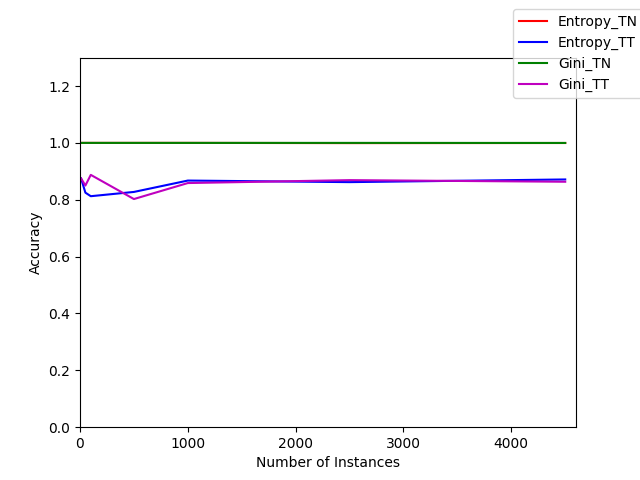 Entropy_TN
Entropy_TT
Gini_TN
Gini_TT
1.2
1.0
0.8
0.6
0.4
0.2
0.0
Accuracy
0 1000 2000 3000 4000
Number of Instances